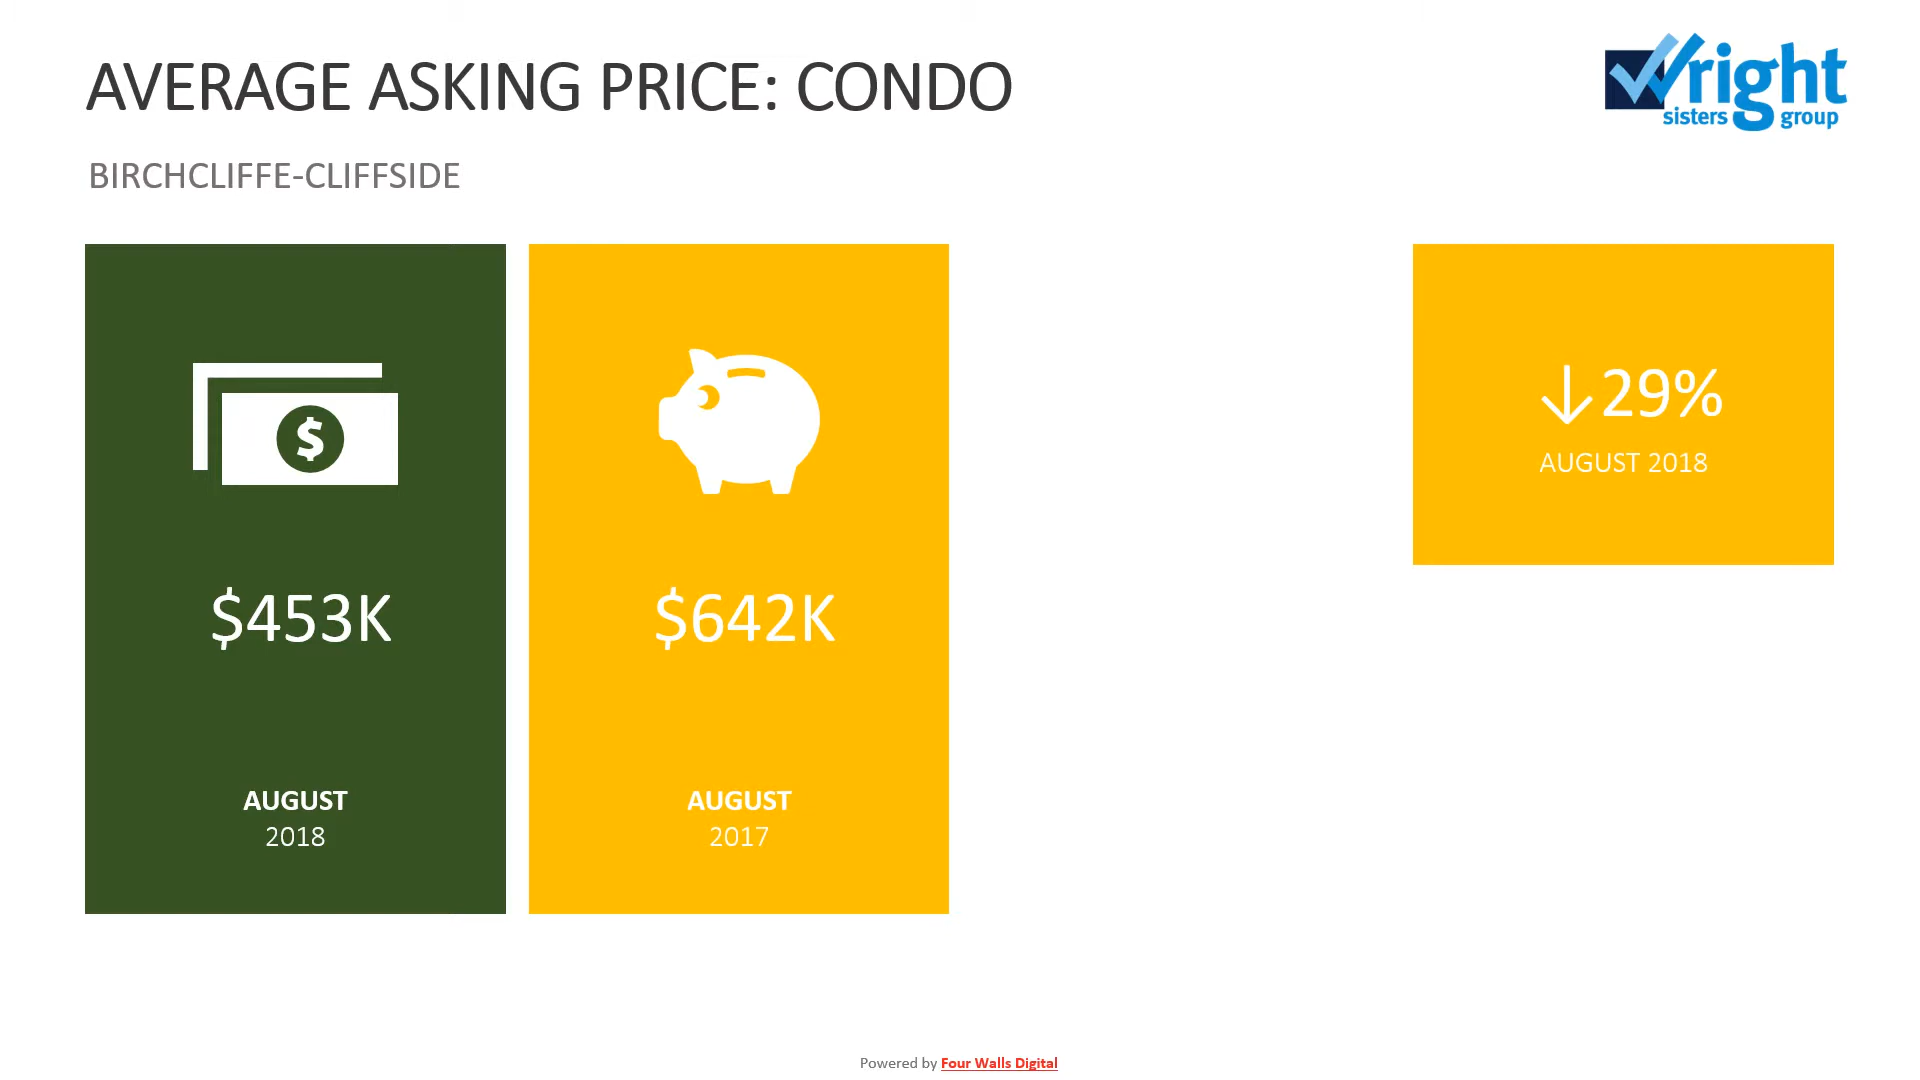 AVERAGE ASKING PRICE: CONDO
Wright
sisters group
BIRCHCLIFFE-CLIFFSIDE
$
$453K
AUGUST
2018
$642K
AUGUST
2017
↓29%
AUGUST 2018
Powered by Four Walls Digital